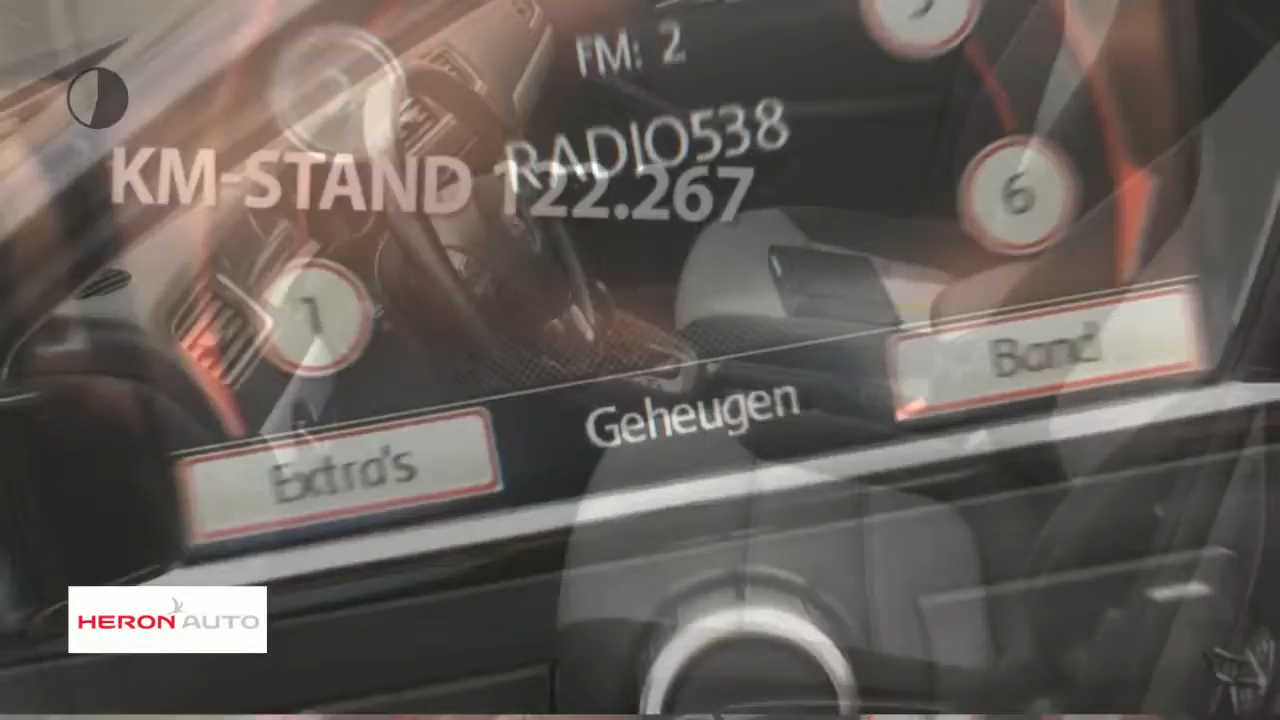 FM: 2
RADIO538
KM-STAND 122.267
6
1
Band
Geheugen
Extra's
HERON AUTO